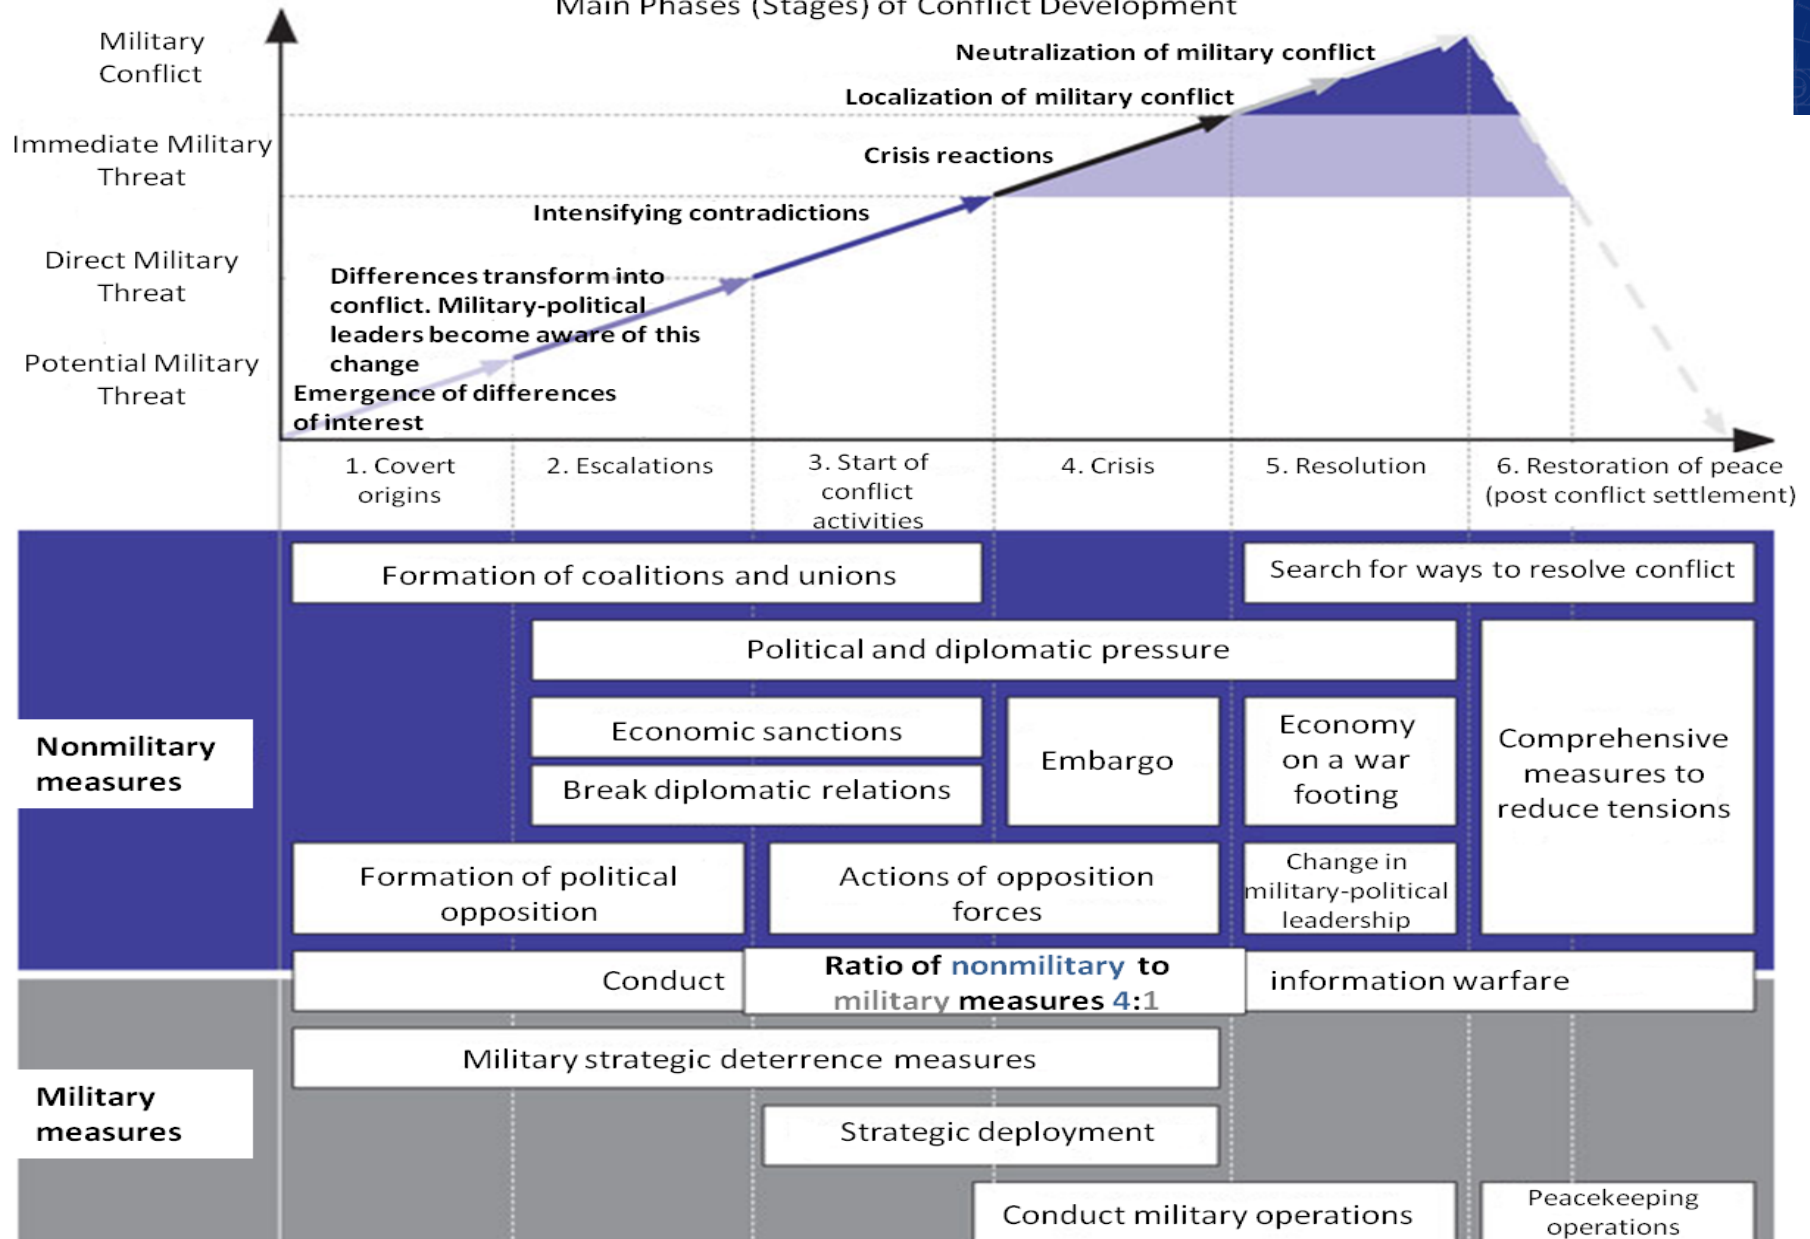 Main Phases (Stages) of Conflict Development
Military
Conflict
Neutralization of military conflict
Localization of military conflict
Immediate Military
Threat
Crisis reactions
Intensifying contradictions
Direct Military
Threat
Differences transform into
conflict. Military-political
leaders become aware of this
change
Potential Military
Threat
Emergence of differences
of interest
1. Covert
origins
2. Escalations
3. Start of
conflict
activities
4. Crisis
5. Resolution
6. Restoration of peace
(post conflict settlement)
Formation of coalitions and unions
Search for ways to resolve conflict
Political and diplomatic pressure
Nonmilitary
measures
Economic sanctions
Break diplomatic relations
Embargo
Economy
on a war
footing
Comprehensive
measures to
reduce tensions
Formation of political
opposition
Actions of opposition
forces
Change in
military-political
leadership
Conduct
Ratio of nonmilitary to
military measures 4:1
information warfare
Military
measures
Military strategic deterrence measures
Strategic deployment
Conduct military operations
Peacekeeping
operations